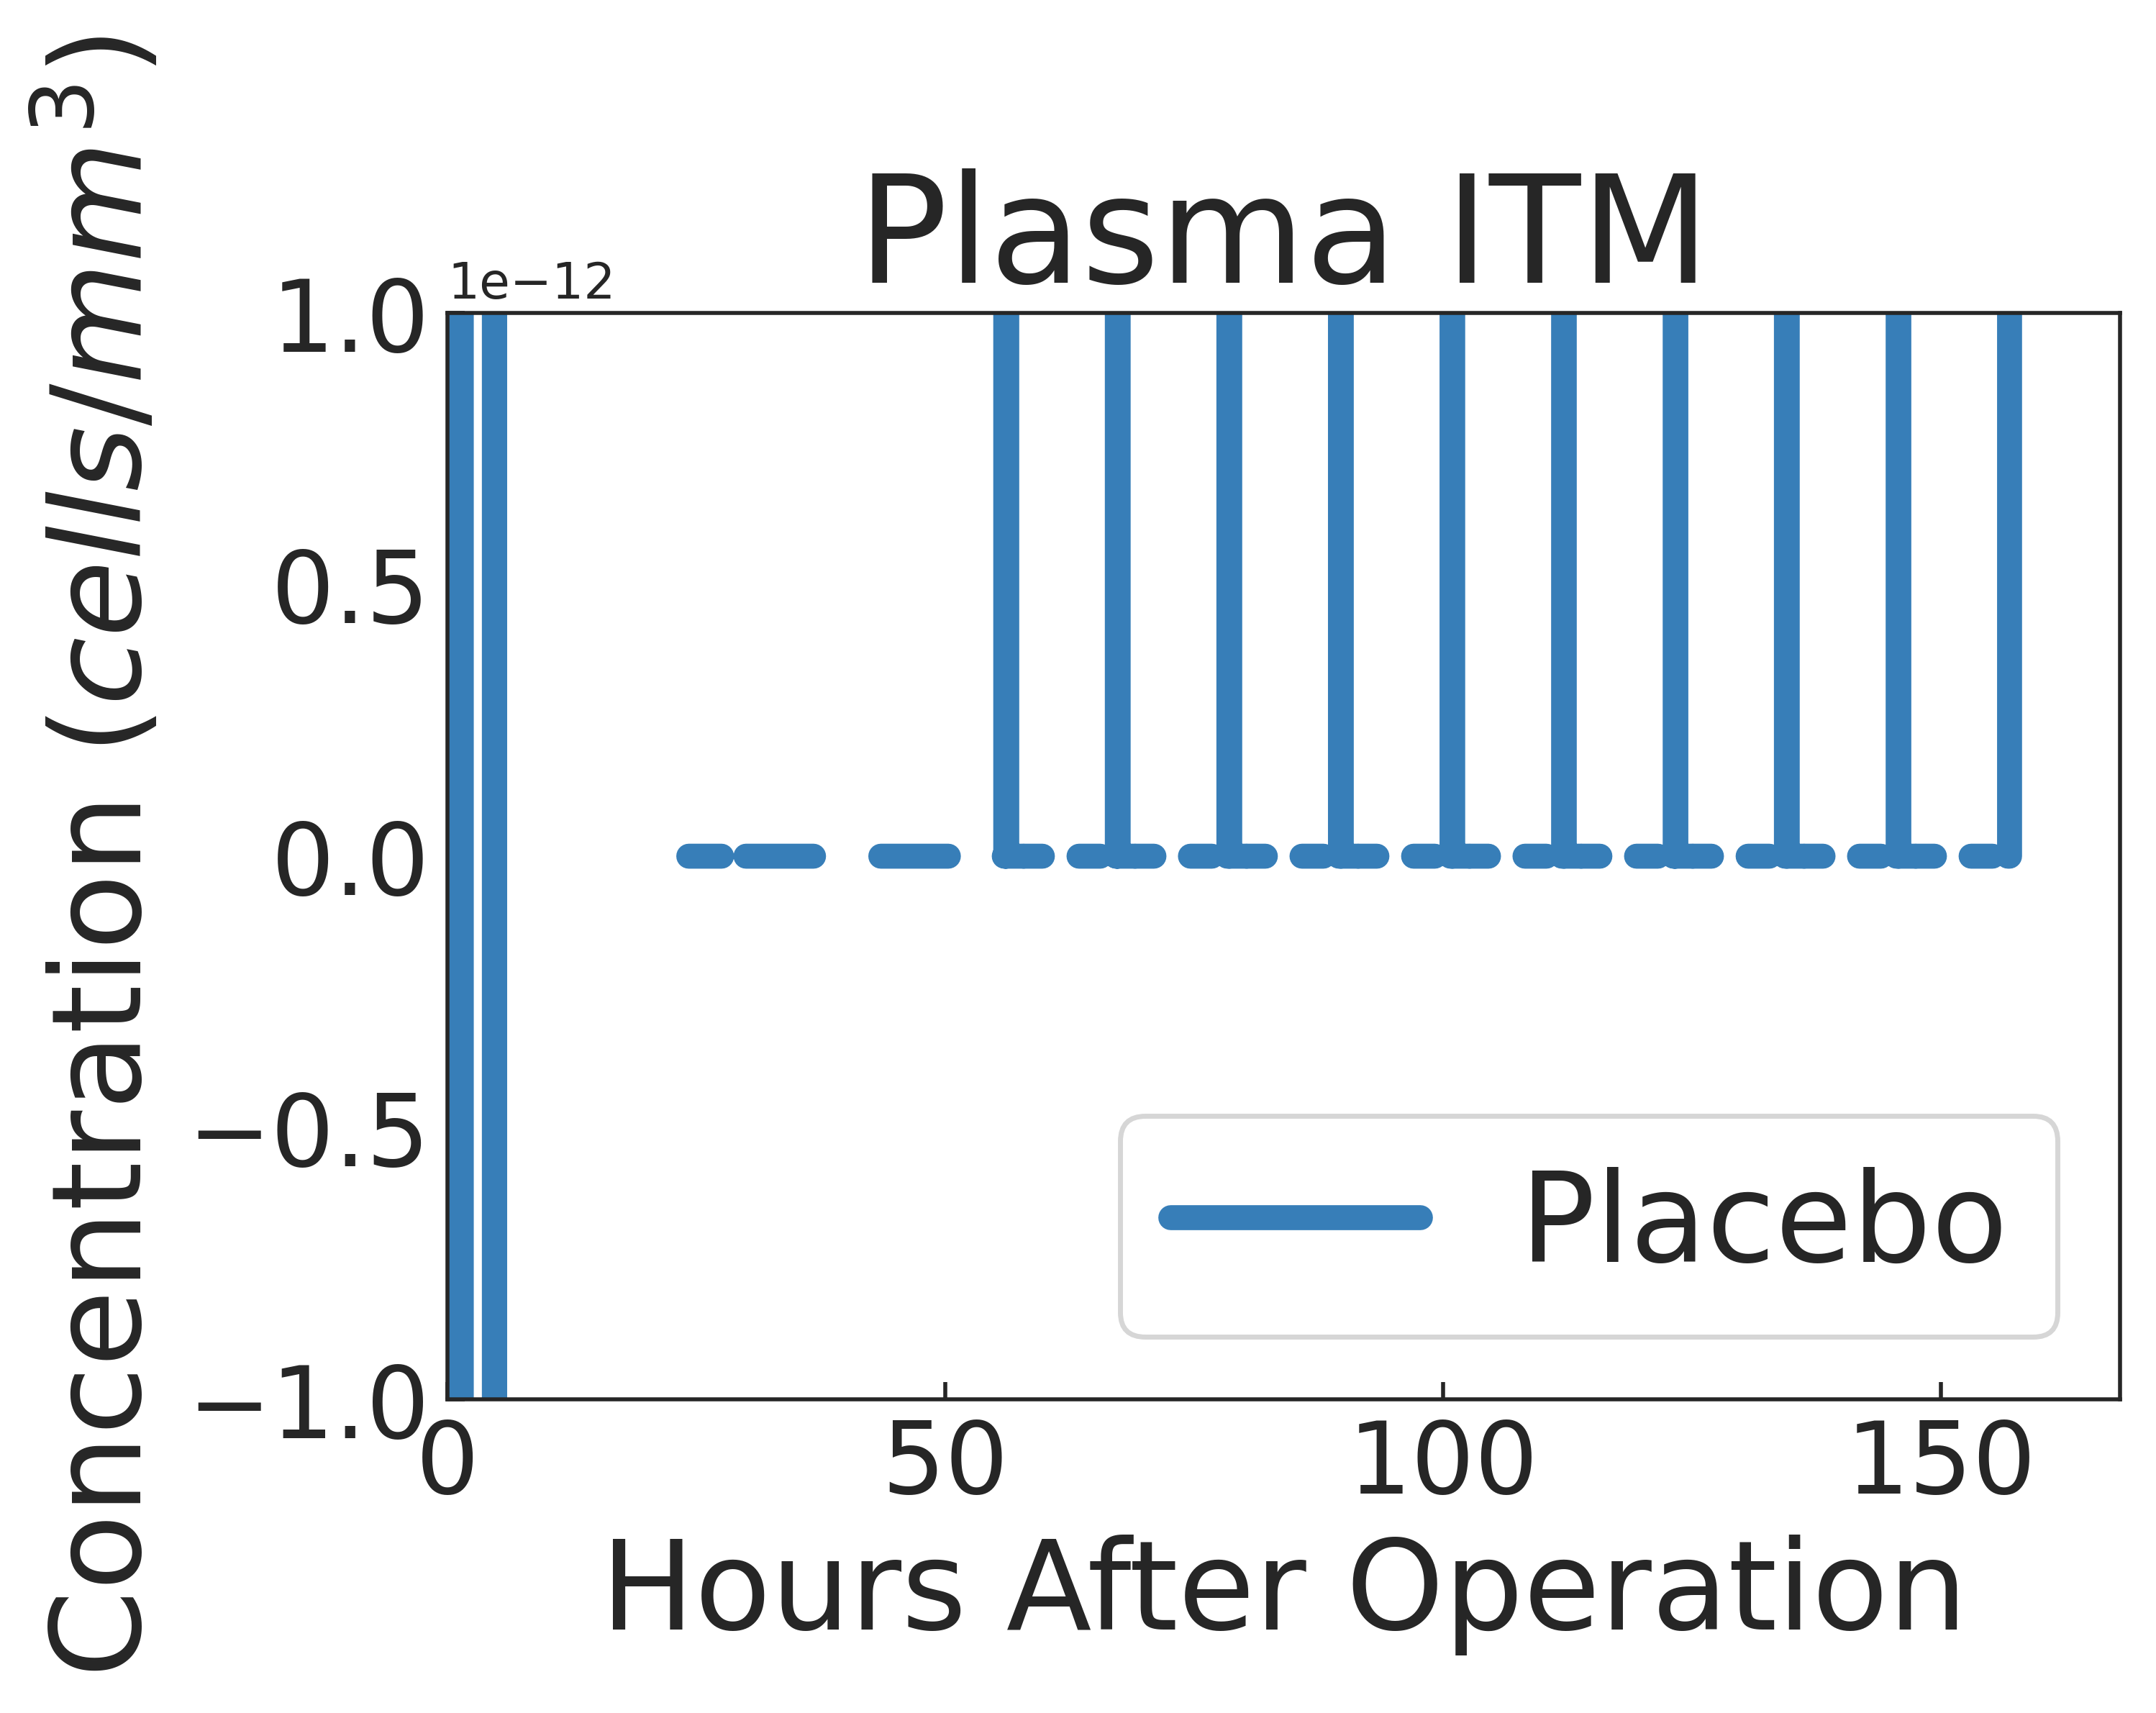 Plasma ITM
1e−12
Concentration (cells/mm³)
1.0
0.5
0.0
−0.5
−1.0
Placebo
0 50 100 150
Hours After Operation